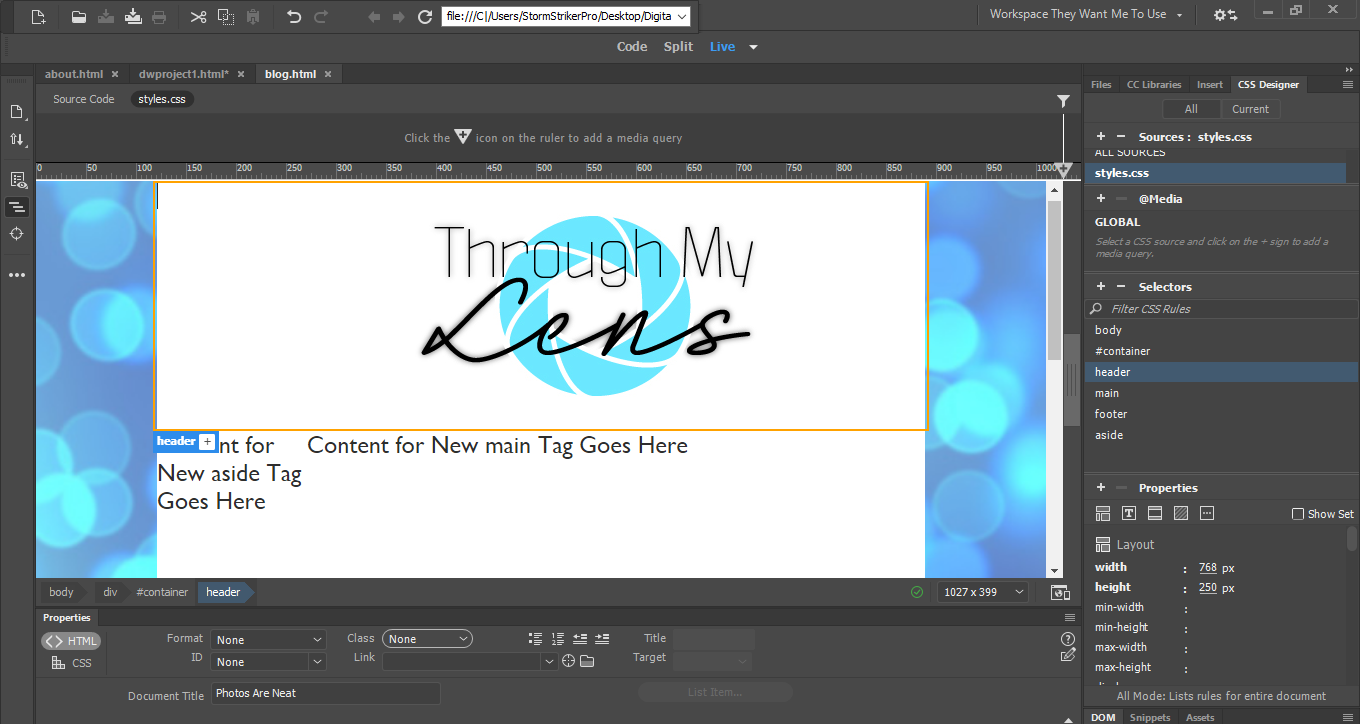 file:///C|/Users/StormStrikerPro/Desktop/Digita
Workspace They Want Me To Use
Code Split Live
about.html × dwproject1.html* × blog.html ×
Files CC Libraries Insert CSS Designer
Source Code styles.css
All Current
Click the icon on the ruler to add a media query
Sources : styles.css
ALL SOURCES
styles.css
0 50 100 150 200 250 300 350 400 450 500 550 600 650 700 750 800 850 900 950 1000
@Media
GLOBAL
Select a CSS source and click on the + sign to add a
media query.
Through My
Lens
Selectors
Filter CSS Rules
body
#container
header
main
footer
aside
header + nt for Content for New main Tag Goes Here
New aside Tag
Goes Here
Properties
Show Set
Layout
width : 768 px
height : 250 px
min-width :
min-height :
max-width :
max-height :
body div #container header
1027 x 399
Properties
HTML
CSS
Format None
ID None
Class None
Link
Title
Target
Document Title Photos Are Neat
List Item...
All Mode: Lists rules for entire document
DOM Snippets Assets